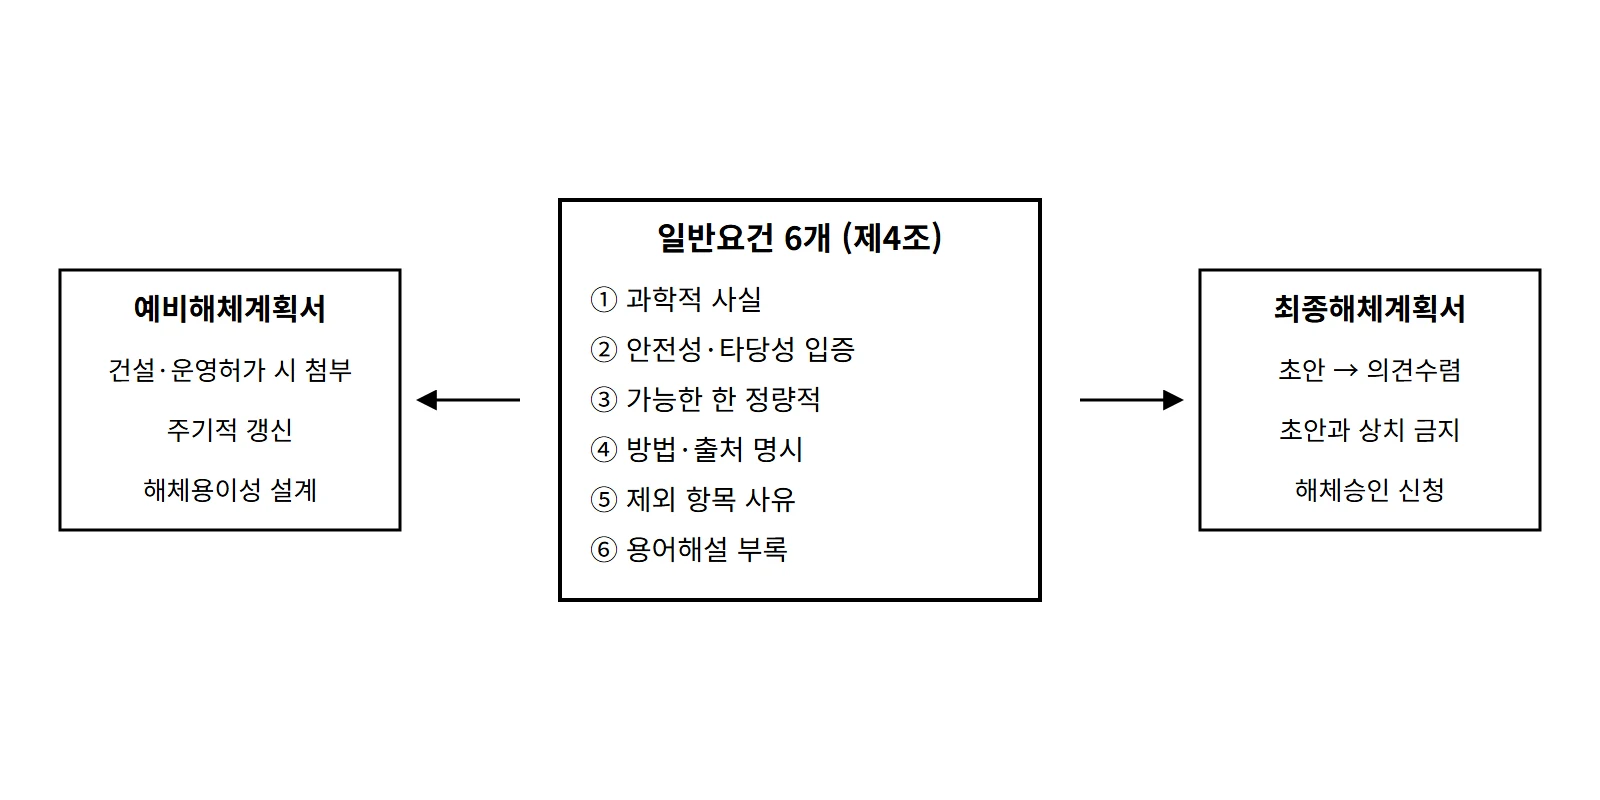 예비해체계획서
건설·운영허가 시 첨부
주기적 갱신
해체용이성 설계
일반요건 6개 (제4조)
① 과학적 사실
② 안전성·타당성 입증
③ 가능한 한 정량적
④ 방법·출처 명시
⑤ 제외 항목 사유
⑥ 용어해설 부록
최종해체계획서
초안 → 의견수렴
초안과 상치 금지
해체승인 신청